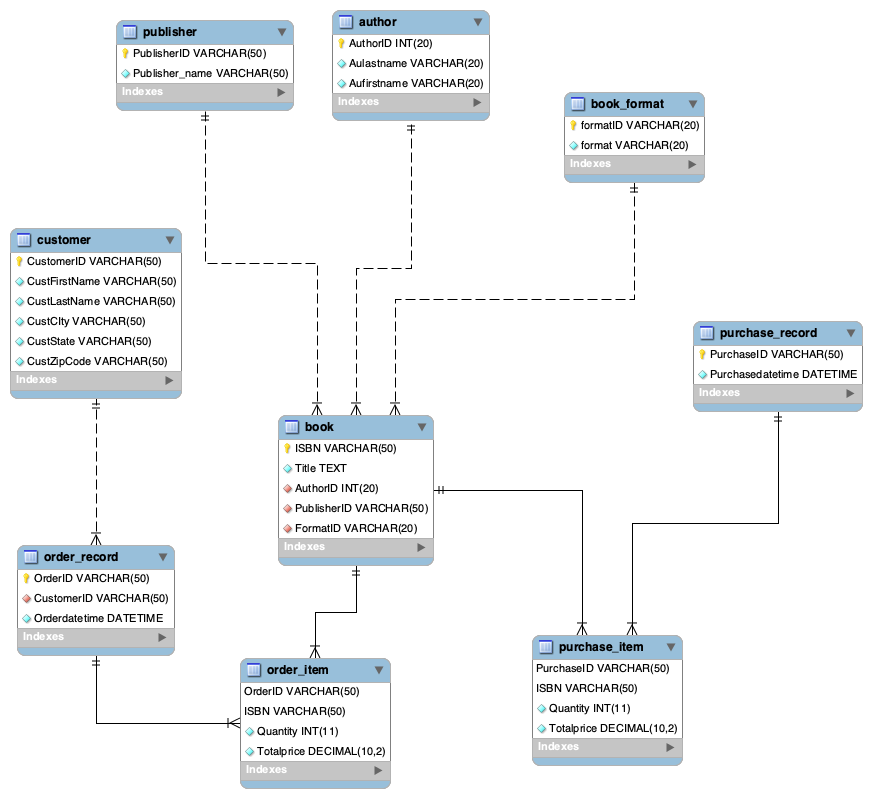 publisher
PublisherID VARCHAR(50)
Publisher_name VARCHAR(50)
Indexes
author
AuthorID INT(20)
Aulastname VARCHAR(20)
Aufirstname VARCHAR(20)
Indexes
book_format
formatID VARCHAR(20)
format VARCHAR(20)
Indexes
customer
CustomerID VARCHAR(50)
CustFirstName VARCHAR(50)
CustLastName VARCHAR(50)
CustCIty VARCHAR(50)
CustState VARCHAR(50)
CustZipCode VARCHAR(50)
Indexes
purchase_record
PurchaseID VARCHAR(50)
Purchasedatetime DATETIME
Indexes
book
ISBN VARCHAR(50)
Title TEXT
AuthorID INT(20)
PublisherID VARCHAR(50)
FormatID VARCHAR(20)
Indexes
order_record
OrderID VARCHAR(50)
CustomerID VARCHAR(50)
Orderdatetime DATETIME
Indexes
order_item
OrderID VARCHAR(50)
ISBN VARCHAR(50)
Quantity INT(11)
Totalprice DECIMAL(10,2)
Indexes
purchase_item
PurchaseID VARCHAR(50)
ISBN VARCHAR(50)
Quantity INT(11)
Totalprice DECIMAL(10,2)
Indexes